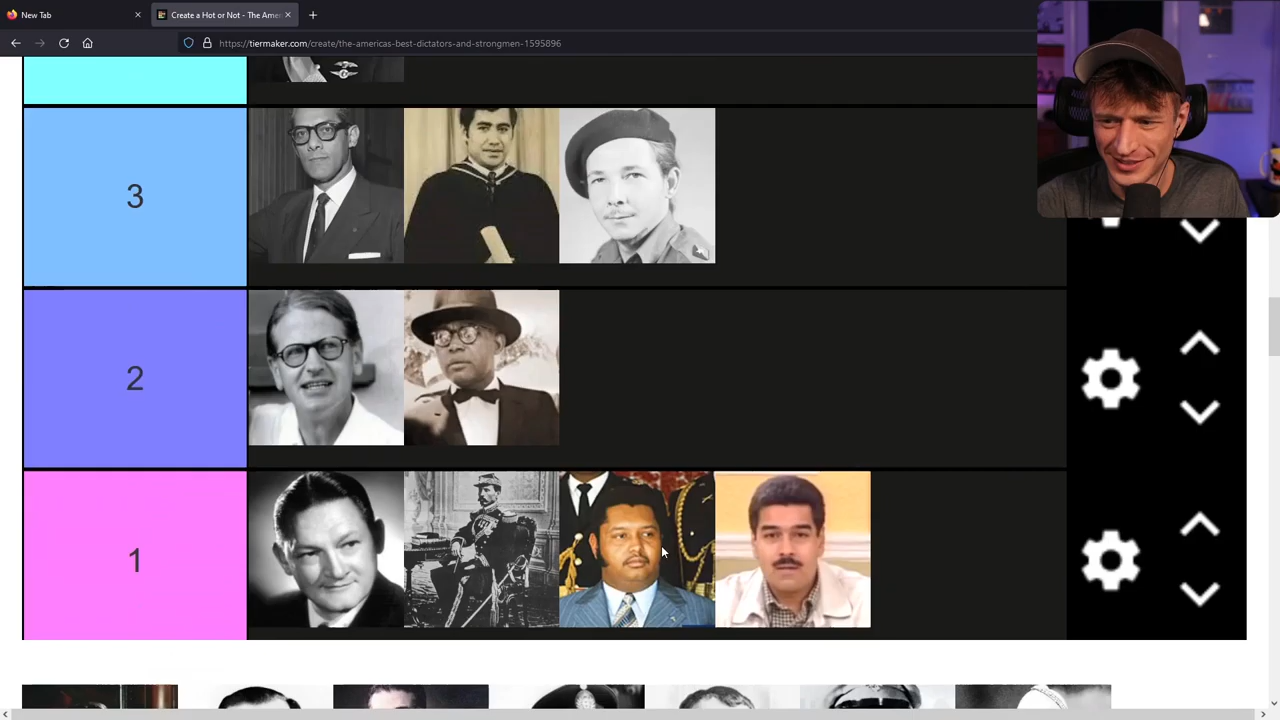 New Tab
Create a Hot or Not - The Ame
https://tiermaker.com/create/the-americas-best-dictators-and-strongmen-1595896
3
2
1